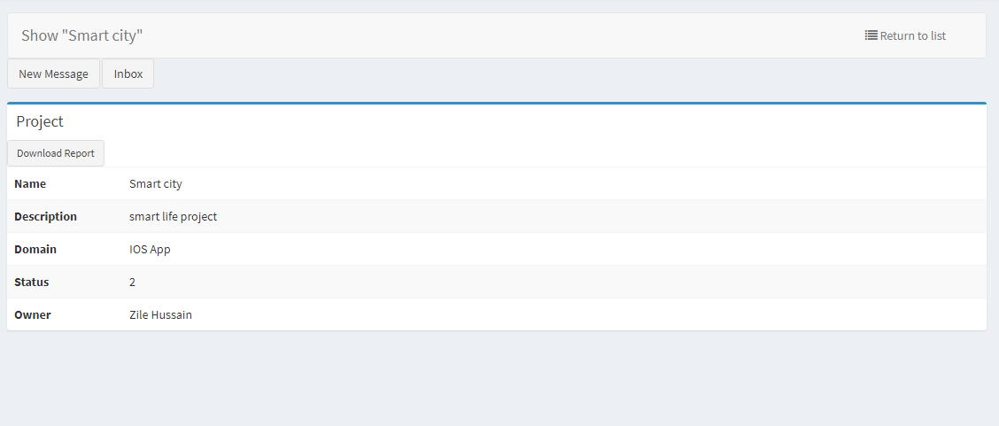 Show "Smart city"
Return to list
New Message Inbox
Project
Download Report
Name Smart city
Description smart life project
Domain IOS App
Status 2
Owner Zile Hussain